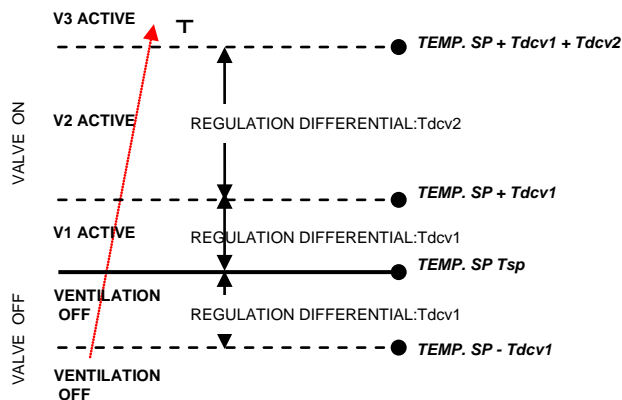 V3 ACTIVE
T
TEMP. SP + Tdcv1 + Tdcv2
VALVE ON
V2 ACTIVE
REGULATION DIFFERENTIAL:Tdcv2
TEMP. SP + Tdcv1
V1 ACTIVE
REGULATION DIFFERENTIAL:Tdcv1
TEMP. SP Tsp
VALVE OFF
VENTILATION
OFF
REGULATION DIFFERENTIAL:Tdcv1
TEMP. SP - Tdcv1
VENTILATION
OFF